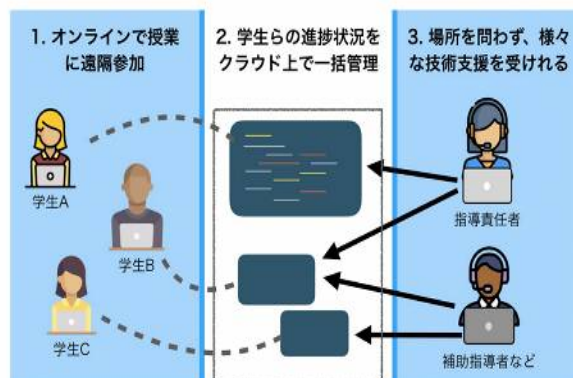 1. オンラインで授業
に遠隔参加
2. 学生らの進捗状況を
クラウド上で一括管理
3. 場所を問わず、様々
な技術支援を受けれる
学生A
学生B
学生C
指導責任者
補助指導者など